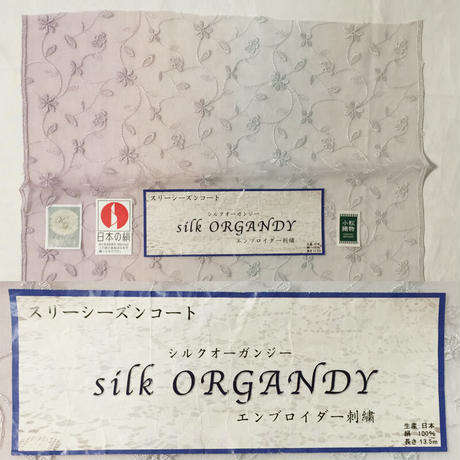 スリーシーズンコート
シルクオーガンジー
silk ORGANDY
エンブロイダー刺繍
日本の絹
小松
織物
スリーシーズンコート
シルクオーガンジー
silk ORGANDY
エンブロイダー刺繍
生産:日本
絹 100%
長さ 13.5m